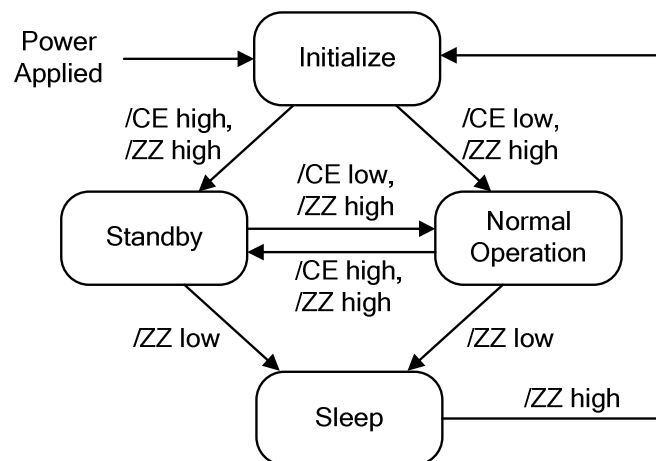 Power
Applied
Initialize
/CE high,
/ZZ high
/CE low,
/ZZ high
/CE low,
/ZZ high
Standby
Normal
Operation
/CE high,
/ZZ high
/ZZ low
/ZZ low
Sleep
/ZZ high